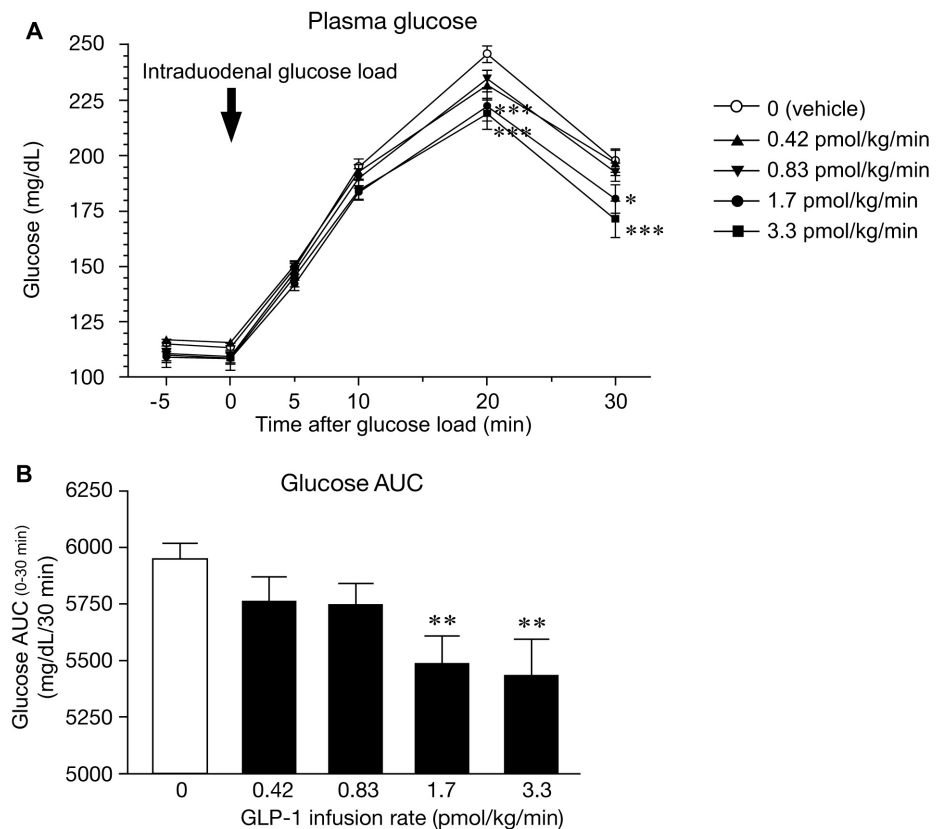 A
Plasma glucose
250
225
200
175
150
125
100
Glucose (mg/dL)
Intraduodenal glucose load
***
***
*
***
-5 0 5 10 20 30
Time after glucose load (min)
0 (vehicle)
0.42 pmol/kg/min
0.83 pmol/kg/min
1.7 pmol/kg/min
3.3 pmol/kg/min
B
Glucose AUC
6250
6000
5750
5500
5250
5000
Glucose AUC (0-30 min)
(mg/dL/30 min)
** **
0 0.42 0.83 1.7 3.3
GLP-1 infusion rate (pmol/kg/min)